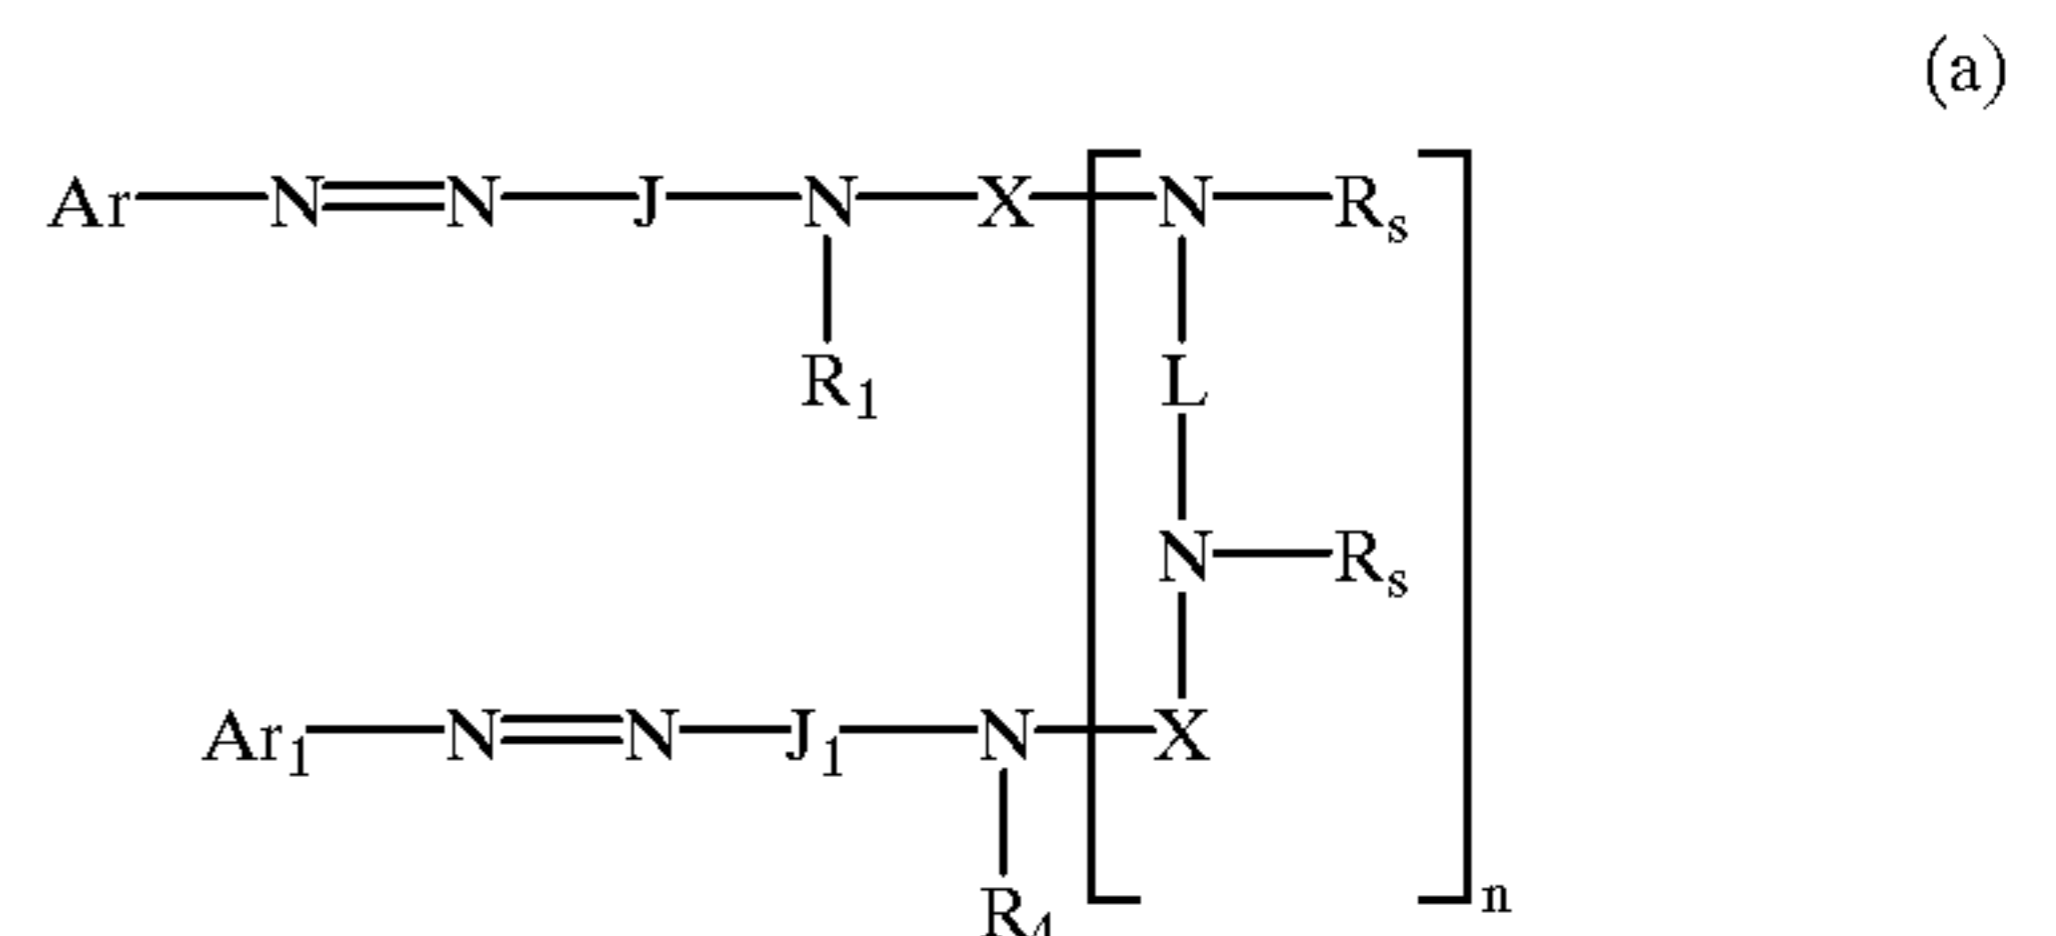 (a)
Ar—N=N—J—N—X—[N—Rs
R1
L
N—Rs
Ar1—N=N—J1—N—X
]n
R4